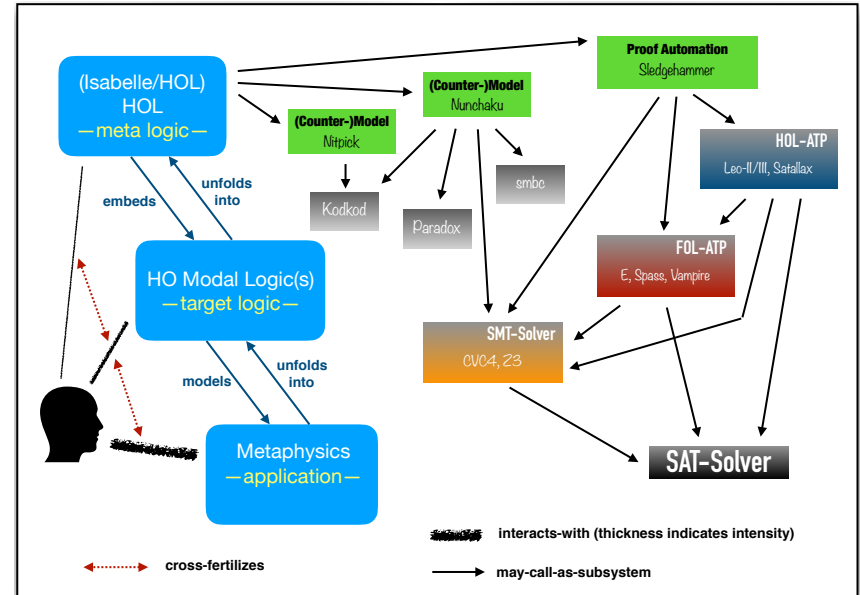 (Isabelle/HOL)
HOL
—meta logic—
embeds
unfolds
into
HO Modal Logic(s)
—target logic—
models
unfolds
into
Metaphysics
—application—
(Counter-)Model
Nitpick
(Counter-)Model
Nunchaku
Proof Automation
Sledgehammer
Kodkod
Paradox
smbc
HOL-ATP
Leo-II/III, Satallax
FOL-ATP
E, Spass, Vampire
SMT-Solver
CVC4, Z3
SAT-Solver
interacts-with (thickness indicates intensity)
cross-fertilizes
may-call-as-subsystem